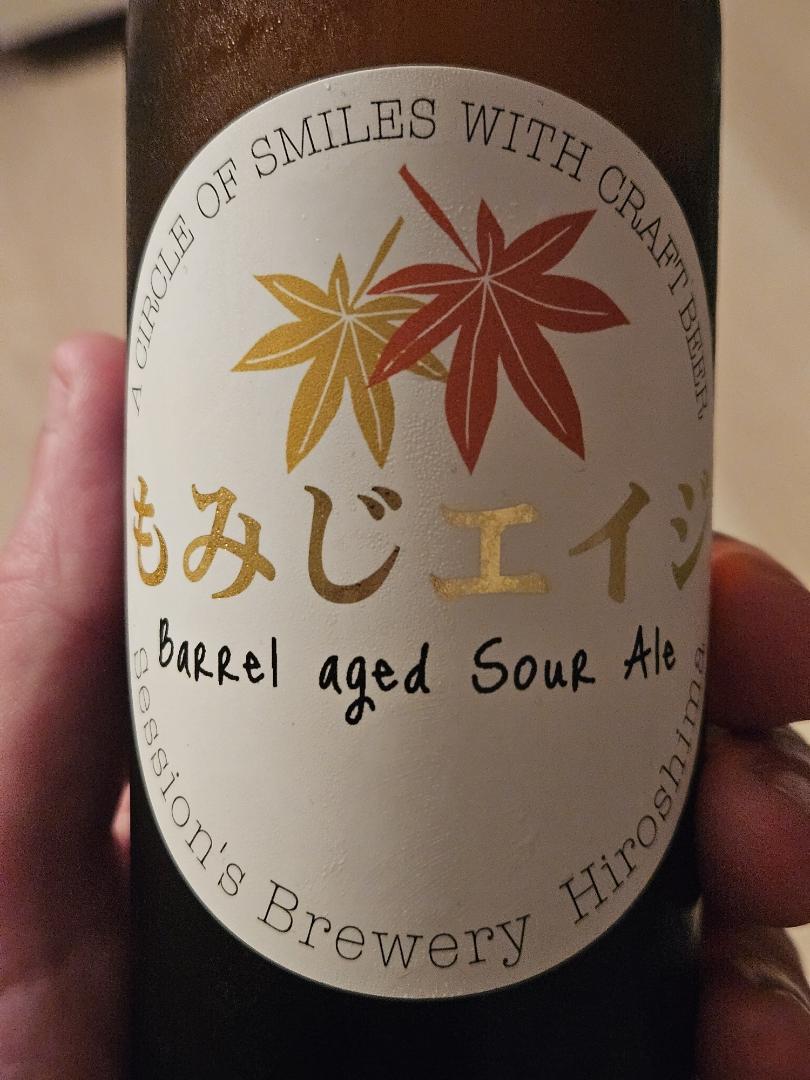 A CIRCLE OF SMILES WITH CRAFT BEER
もみじエイジ
Barrel aged Sour Ale
Session's Brewery Hiroshima